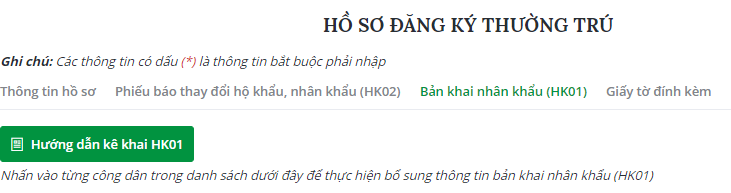 HỒ SƠ ĐĂNG KÝ THƯỜNG TRÚ
Ghi chú: Các thông tin có dấu (*) là thông tin bắt buộc phải nhập
Thông tin hồ sơ Phiếu báo thay đổi hộ khẩu, nhân khẩu (HK02) Bản khai nhân khẩu (HK01) Giấy tờ đính kèm
Hướng dẫn kê khai HK01
Nhấn vào từng công dân trong danh sách dưới đây để thực hiện bổ sung thông tin bản khai nhân khẩu (HK01)